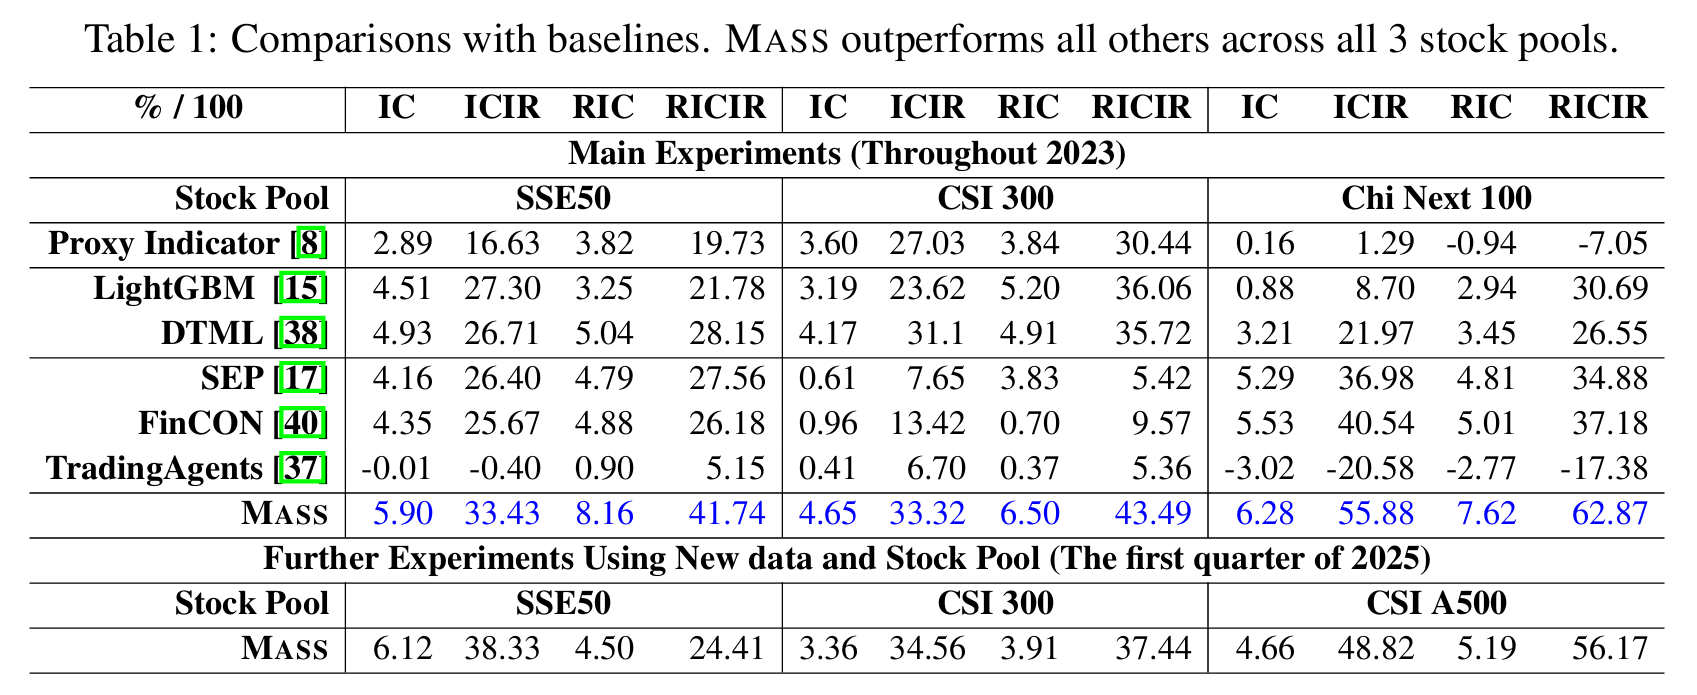 Table 1: Comparisons with baselines. MASS outperforms all others across all 3 stock pools.
% / 100 IC ICIR RIC RICIR IC ICIR RIC RICIR IC ICIR RIC RICIR
Main Experiments (Throughout 2023)
Stock Pool SSE50 CSI 300 Chi Next 100
Proxy Indicator [8] 2.89 16.63 3.82 19.73 3.60 27.03 3.84 30.44 0.16 1.29 -0.94 -7.05
LightGBM [15] 4.51 27.30 3.25 21.78 3.19 23.62 5.20 36.06 0.88 8.70 2.94 30.69
DTML [38] 4.93 26.71 5.04 28.15 4.17 31.1 4.91 35.72 3.21 21.97 3.45 26.55
SEP [17] 4.16 26.40 4.79 27.56 0.61 7.65 3.83 5.42 5.29 36.98 4.81 34.88
FinCON [40] 4.35 25.67 4.88 26.18 0.96 13.42 0.70 9.57 5.53 40.54 5.01 37.18
TradingAgents [37] -0.01 -0.40 0.90 5.15 0.41 6.70 0.37 5.36 -3.02 -20.58 -2.77 -17.38
MASS 5.90 33.43 8.16 41.74 4.65 33.32 6.50 43.49 6.28 55.88 7.62 62.87
Further Experiments Using New data and Stock Pool (The first quarter of 2025)
Stock Pool SSE50 CSI 300 CSI A500
MASS 6.12 38.33 4.50 24.41 3.36 34.56 3.91 37.44 4.66 48.82 5.19 56.17